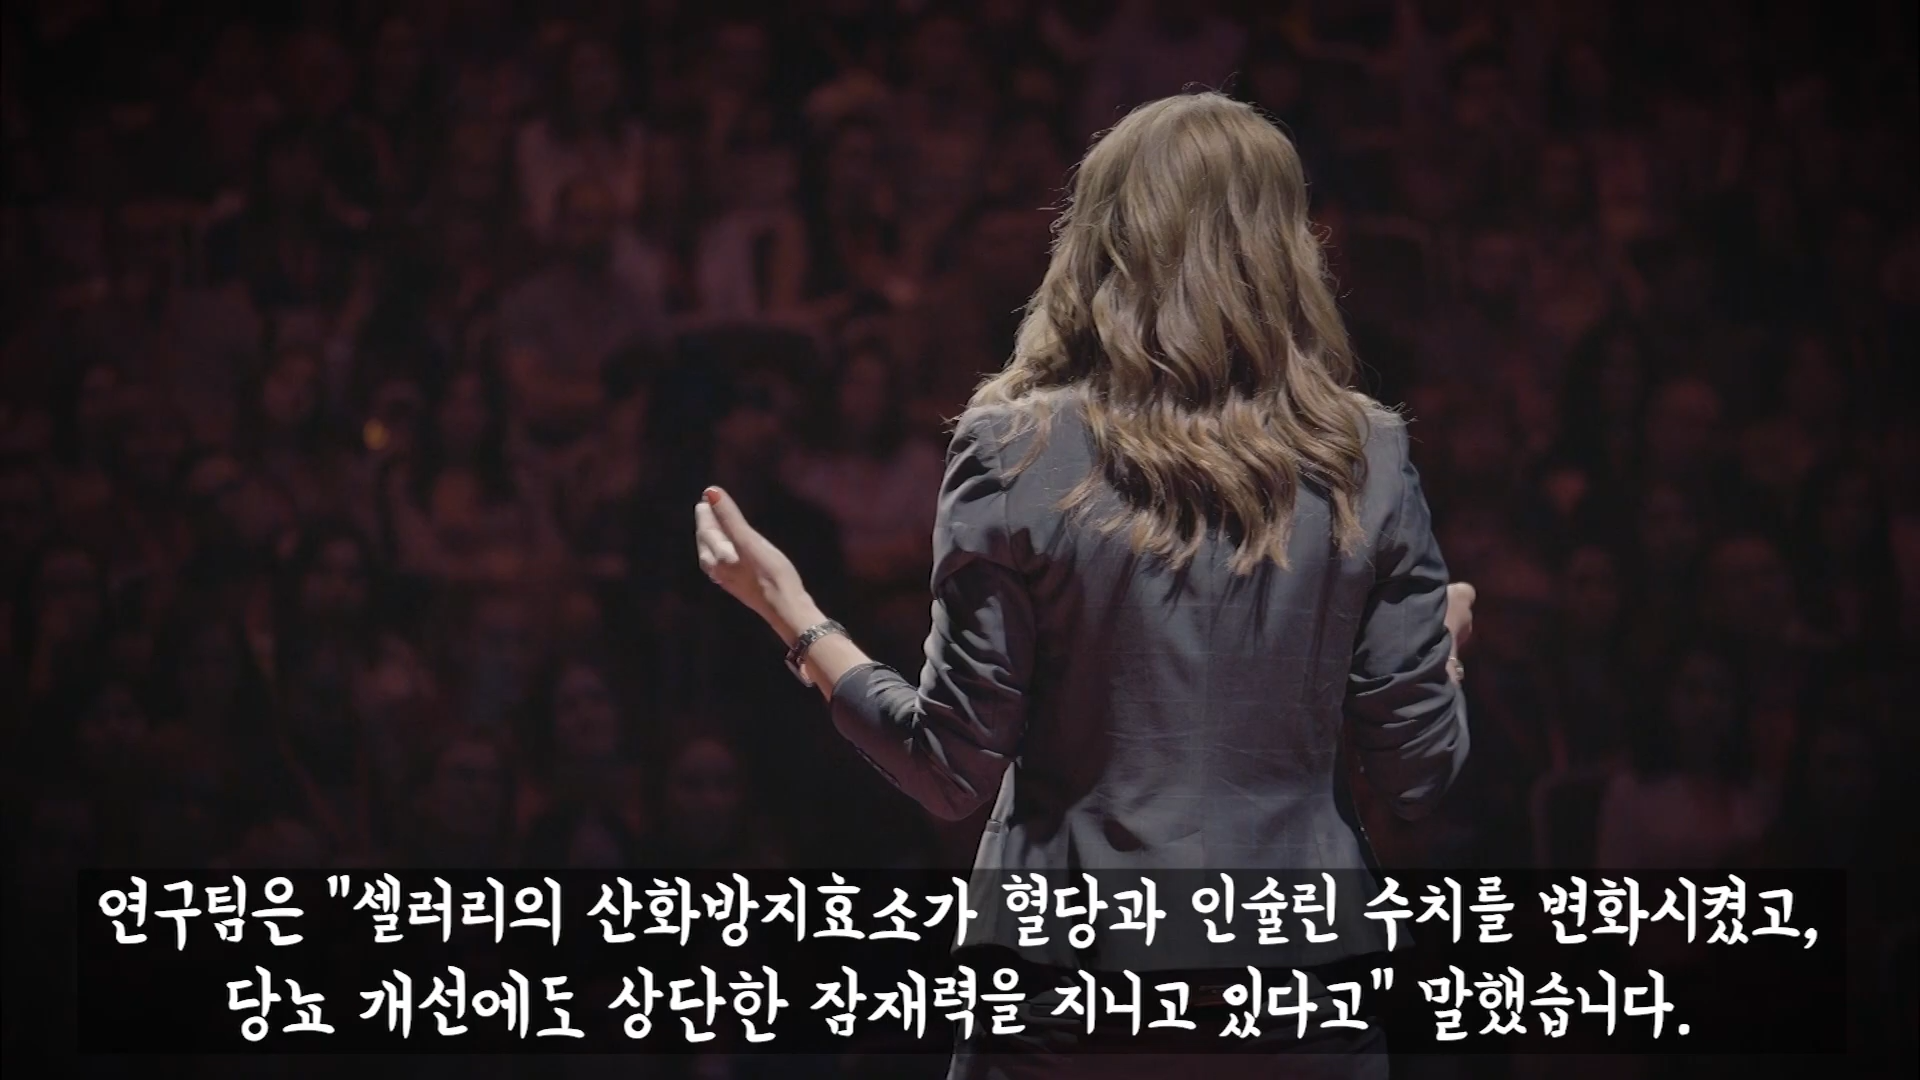 연구팀은 "셀러리의 산화방지효소가 혈당과 인슐린 수치를 변화시켰고,
당뇨 개선에도 상단한 잠재력을 지니고 있다고" 말했습니다.